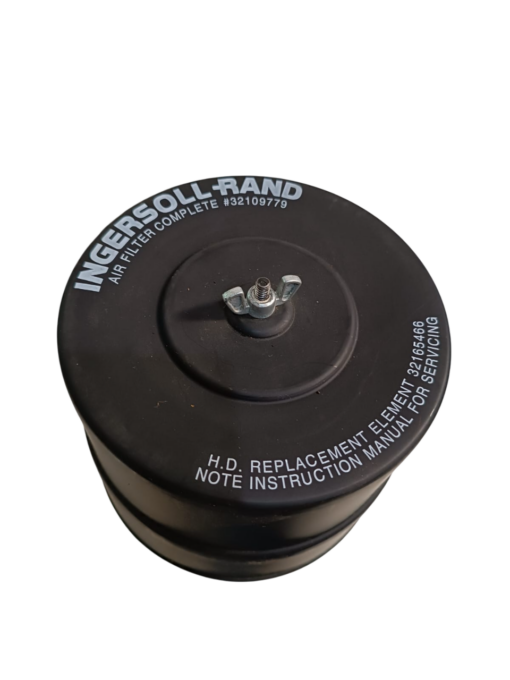 INGERSOLL-RAND
AIR FILTER COMPLETE #32109779
H.D. REPLACEMENT ELEMENT 32165466
NOTE INSTRUCTION MANUAL FOR SERVICING